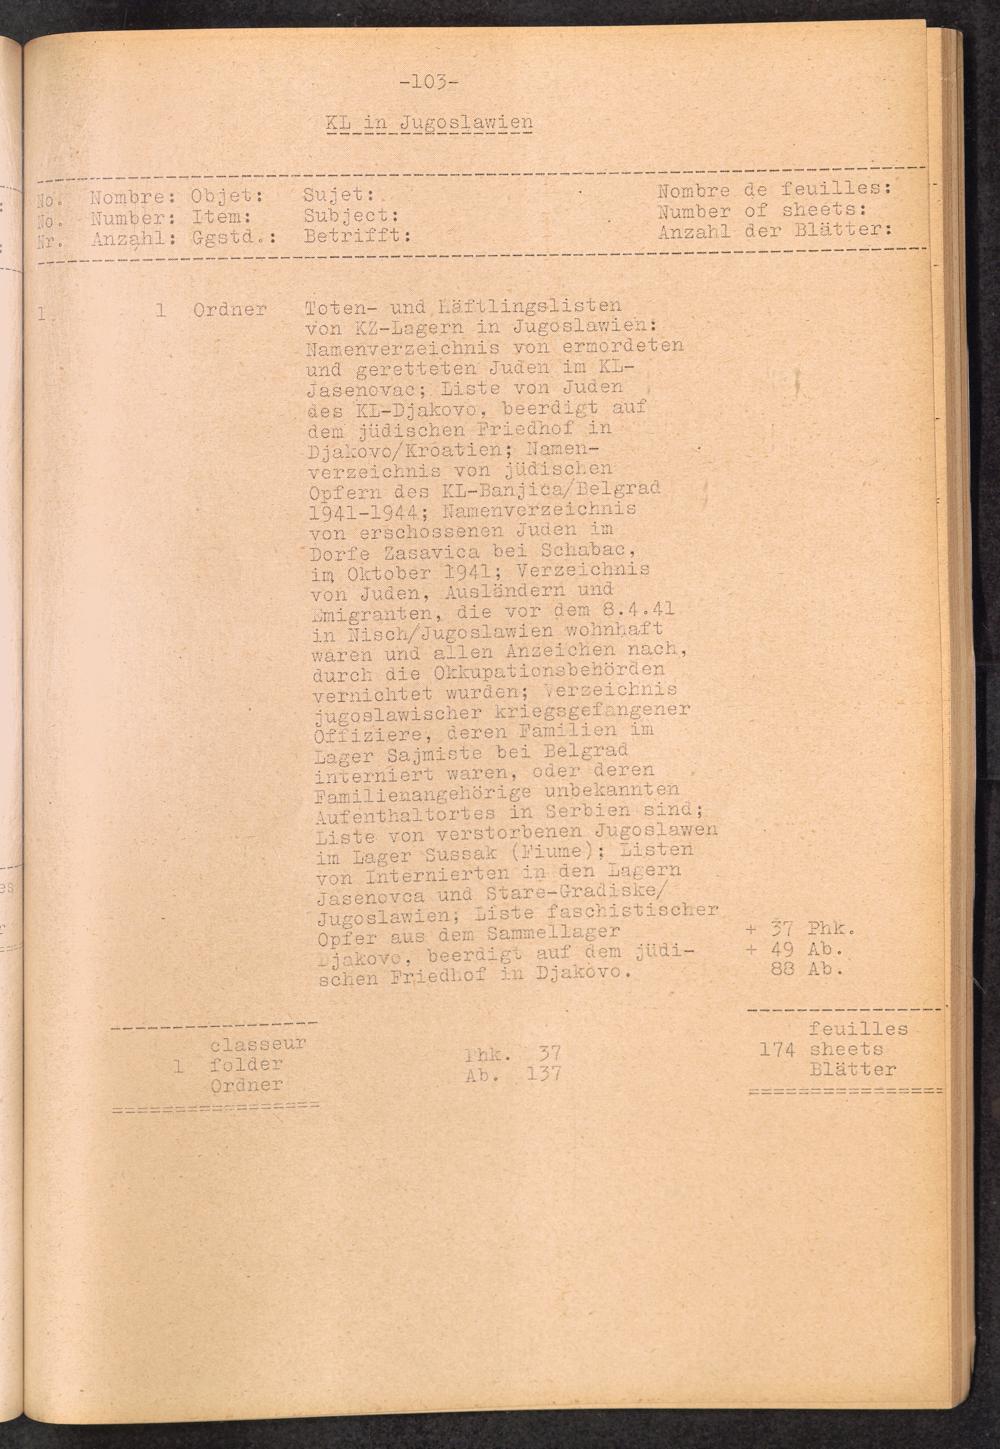 -103-
KL in Jugoslawien
No. Nombre: Objet: Sujet: Nombre de feuilles:
No. Number: Item: Subject: Number of sheets:
Nr. Anzahl: Ggstd.: Betrifft: Anzahl der Blätter:
1. 1 Ordner Toten- und Häftlingslisten
von KZ-Lagern in Jugoslawien:
Namenverzeichnis von ermordeten
und geretteten Juden im KL-
Jasenovac; Liste von Juden
des KL-Djakovo, beerdigt auf
dem jüdischen Friedhof in
Djakovo/Kroatien; Namen-
verzeichnis von jüdischen
Opfern des KL-Banjica/Belgrad
1941-1944; Namenverzeichnis
von erschossenen Juden im
Dorfe Zasavica bei Schabac,
im Oktober 1941; Verzeichnis
von Juden, Ausländern und
Emigranten, die vor dem 8.4.41
in Nisch/Jugoslawien wohnhaft
waren und allen Anzeichen nach,
durch die Okkupationsbehörden
vernichtet wurden; Verzeichnis
jugoslawischer kriegsgefangener
Offiziere, deren Familien im
Lager Sajmiste bei Belgrad
interniert waren, oder deren
Familienangehörige unbekannten
Aufenthaltortes in Serbien sind;
Liste von verstorbenen Jugoslawen
im Lager Sussak (Fiume); Listen
von Internierten in den Lagern
Jasenovca und Stare-Gradiske/
Jugoslawien; Liste faschistischer
Opfer aus dem Sammellager + 37 Phk.
Djakovo, beerdigt auf dem jüdi- + 49 Ab.
schen Friedhof in Djakovo. 88 Ab.
classeur feuilles
1 folder Phk. 37 174 sheets
Ordner Ab. 137 Blätter